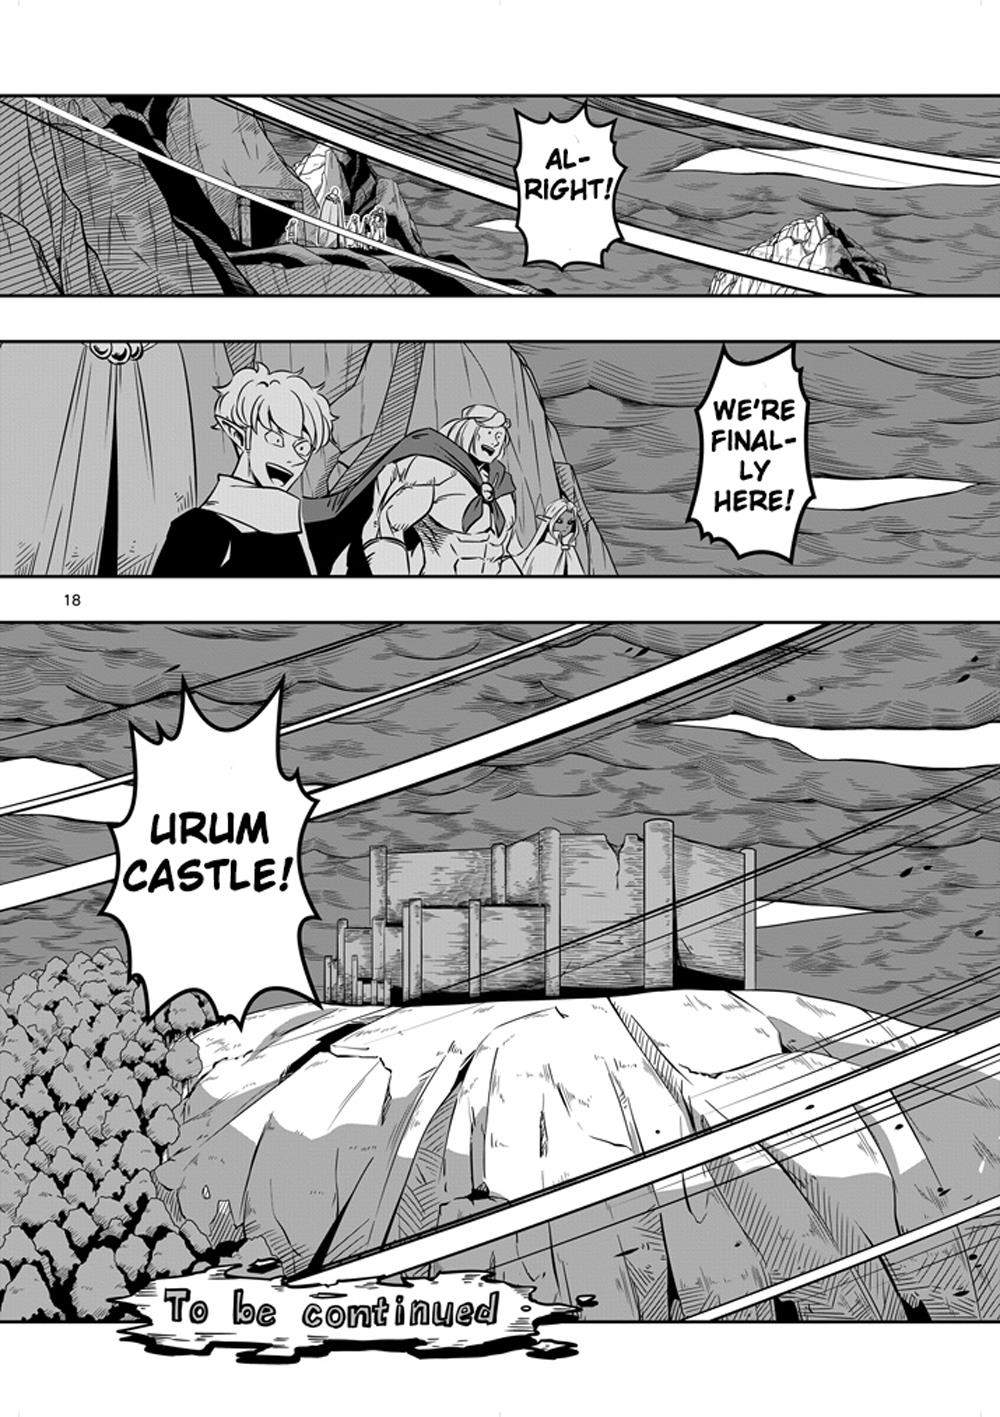 AL-
RIGHT!
WE'RE
FINAL-
LY
HERE!
18
URUM
CASTLE!
To be continued